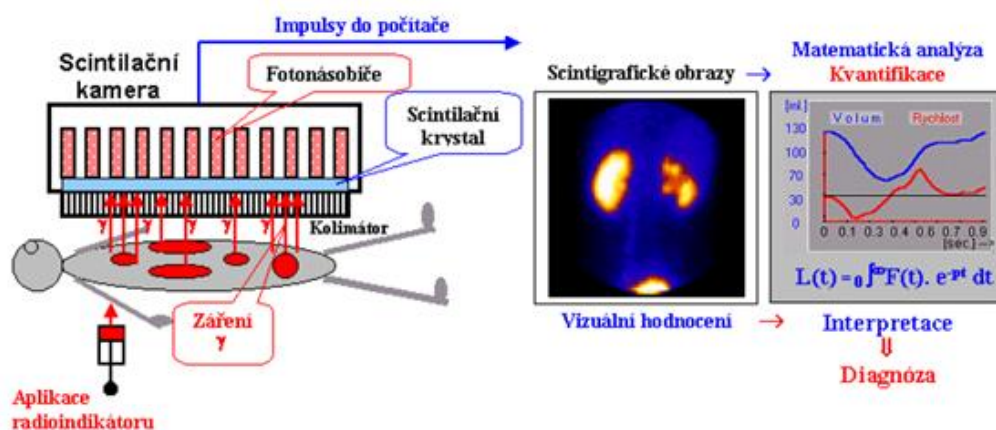 Impulsy do počítače
Scintilační
kamera
Fotonásobiče
Scintilační
krystal
γ γ γ γ γ
Kolimátor
Záření
γ
Aplikace
radioindikátoru
Scintigrafické obrazy
Vizuální hodnocení
Matematická analýza
Kvantifikace
[ml.]
Volum Rychlost
130
100
70
60
30
0
0 0.1 0.2 0.3 0.4 0.5 0.6 0.7 0.8 0.9
[sec.] -->
L(t) = ₀∫∞F(t). e⁻ᵖᵗ dt
Interpretace
Diagnóza